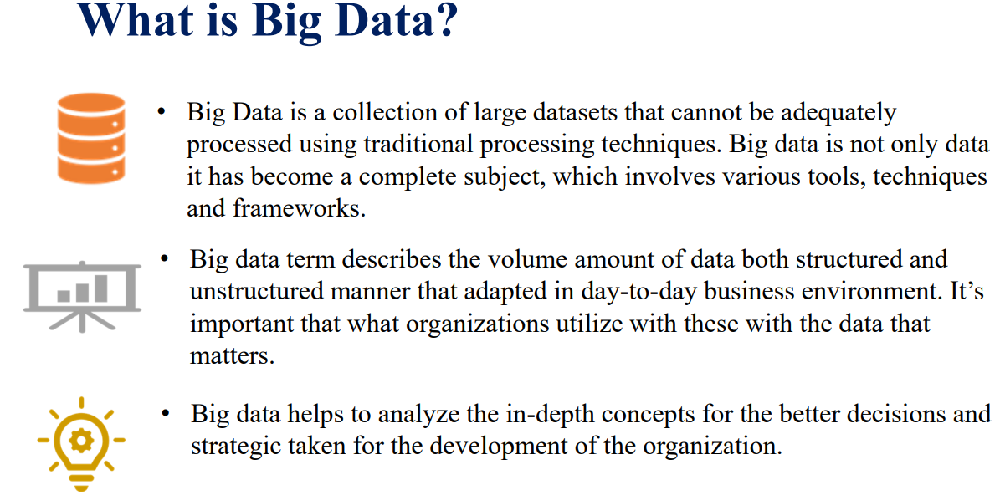 What is Big Data?
• Big Data is a collection of large datasets that cannot be adequately
processed using traditional processing techniques. Big data is not only data
it has become a complete subject, which involves various tools, techniques
and frameworks.
• Big data term describes the volume amount of data both structured and
unstructured manner that adapted in day-to-day business environment. It’s
important that what organizations utilize with these with the data that
matters.
• Big data helps to analyze the in-depth concepts for the better decisions and
strategic taken for the development of the organization.